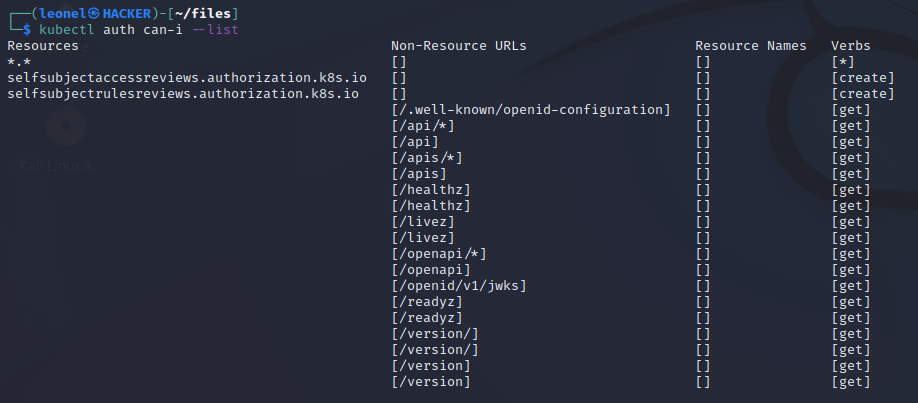 ┌──(leonel㉿HACKER)-[~/files]
└─$ kubectl auth can-i --list
Resources Non-Resource URLs Resource Names Verbs
*.* [] [] [*]
selfsubjectaccessreviews.authorization.k8s.io [] [] [create]
selfsubjectrulesreviews.authorization.k8s.io [] [] [create]
[/.well-known/openid-configuration] [] [get]
[/api/*] [] [get]
[/api] [] [get]
[/apis/*] [] [get]
[/apis] [] [get]
[/healthz] [] [get]
[/healthz] [] [get]
[/livez] [] [get]
[/livez] [] [get]
[/openapi/*] [] [get]
[/openapi] [] [get]
[/openid/v1/jwks] [] [get]
[/readyz] [] [get]
[/readyz] [] [get]
[/version/] [] [get]
[/version/] [] [get]
[/version] [] [get]
[/version] [] [get]
Kali Linux a...